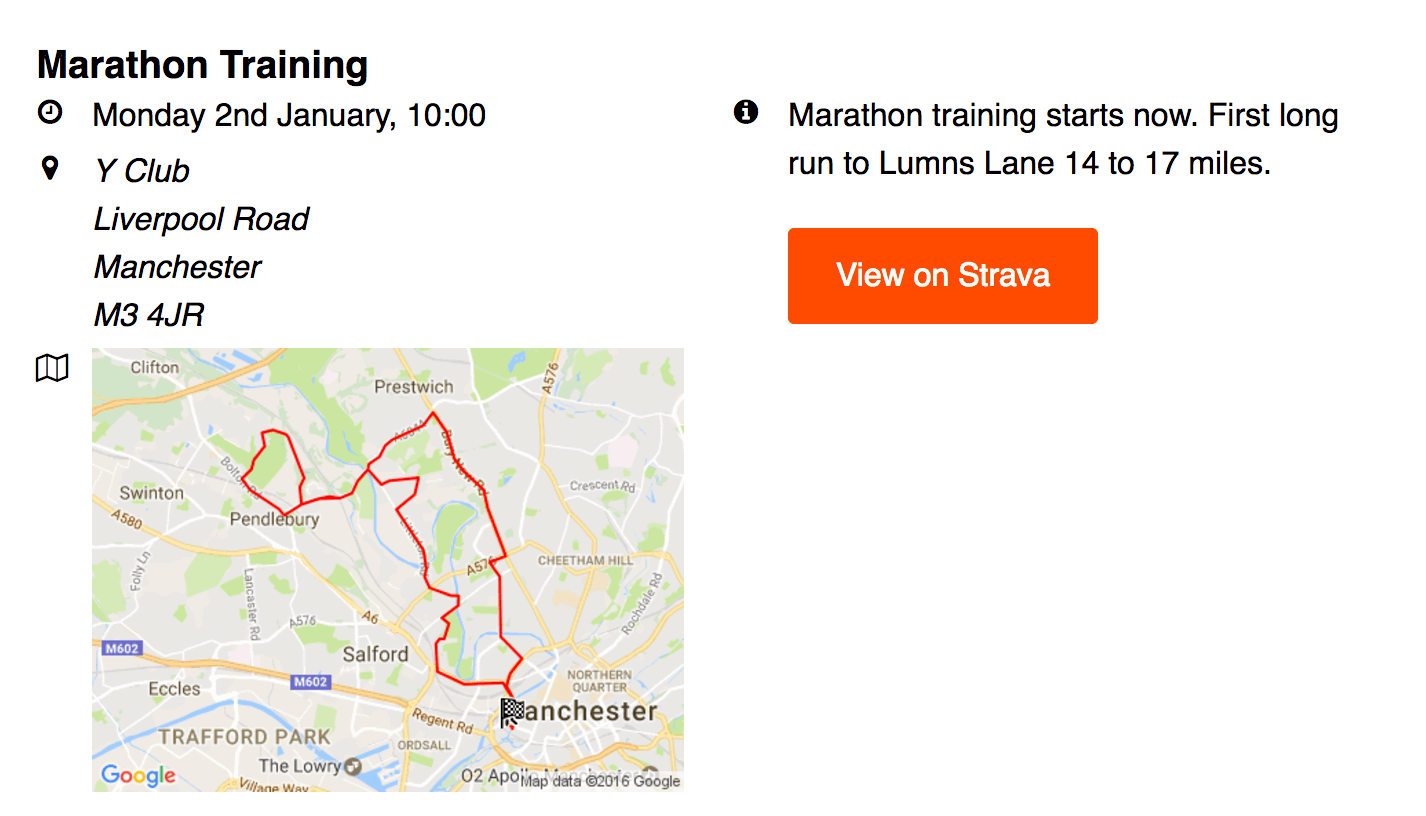 Marathon Training
Monday 2nd January, 10:00
Y Club
Liverpool Road
Manchester
M3 4JR
Marathon training starts now. First long
run to Lumns Lane 14 to 17 miles.
View on Strava
Clifton
Prestwich
A576
Bury New Rd
Bolton Rd
Crescent Rd
Swinton
Pendlebury
A580
Folly Ln
Lancaster Rd
A576
CHEETHAM HILL
A6
A576
Rochdale Rd
M602
Salford
Eccles
M602
NORTHERN
QUARTER
anchester
Regent Rd
TRAFFORD PARK
ORDSALL
The Lowry
Google
Village Way
O2 Apollo Manchester
Map data ©2016 Google